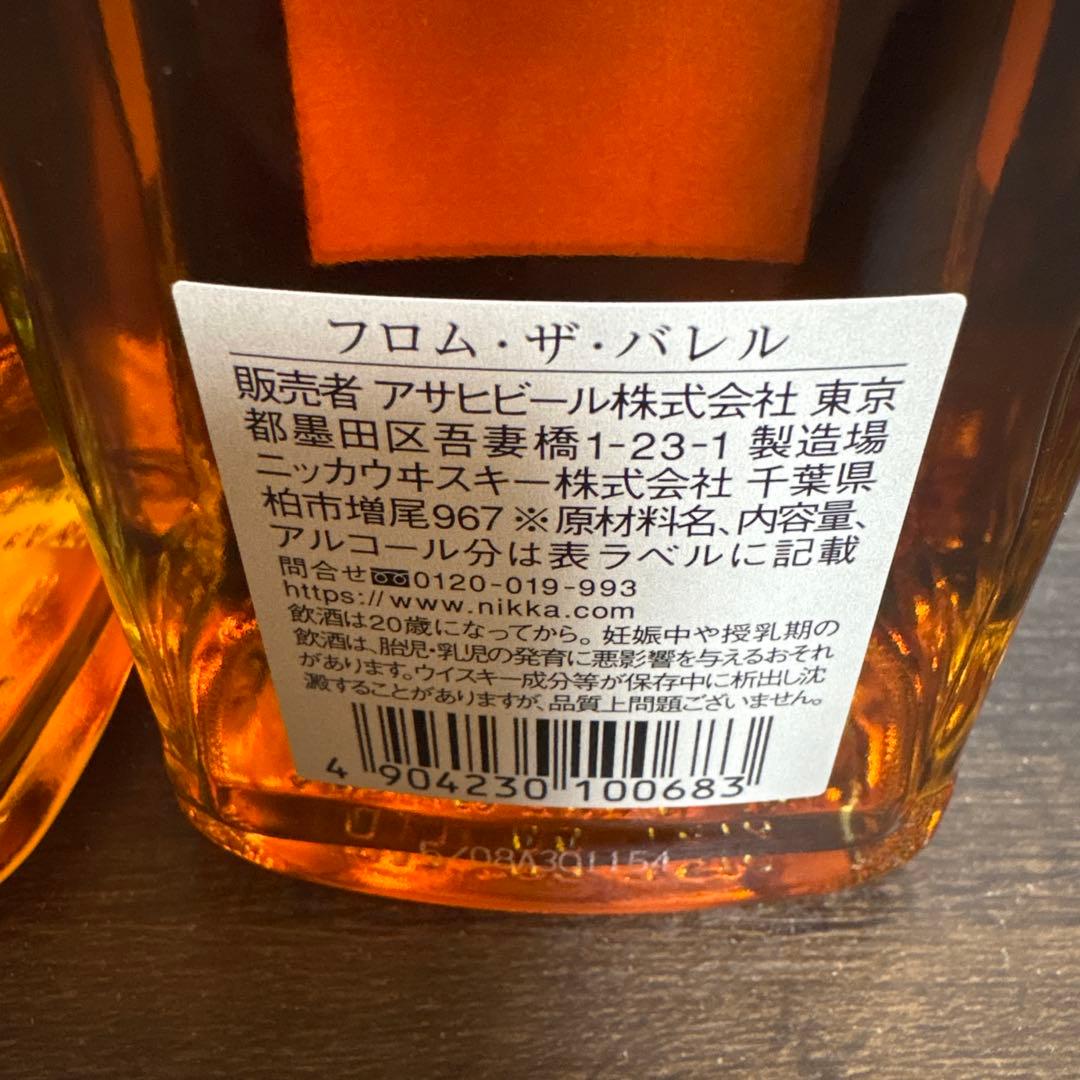 フロム・ザ・バレル
販売者 アサヒビール株式会社 東京
都墨田区吾妻橋1-23-1 製造場
ニッカウヰスキー株式会社 千葉県
柏市増尾967 ※原材料名、内容量、
アルコール分は表ラベルに記載
問合せ 0120-019-993
https://www.nikka.com
飲酒は20歳になってから。妊娠中や授乳期の
飲酒は、胎児・乳児の発育に悪影響を与えるおそれ
があります。ウイスキー成分等が保存中に析出し沈
澱することがありますが、品質上問題ございません。
4 904230 100683